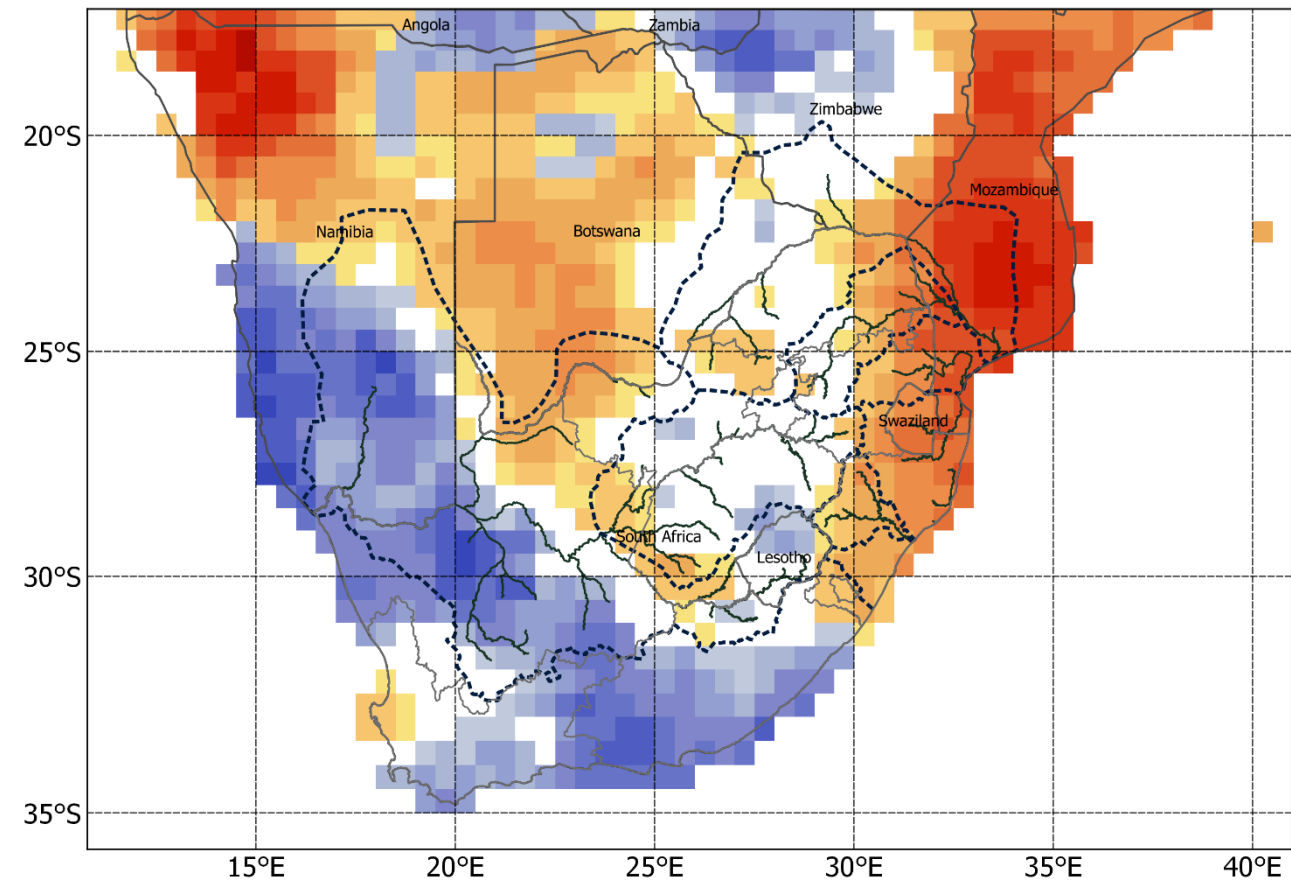 Angola
Zambia
Zimbabwe
20°S
Mozambique
Namibia
Botswana
25°S
Swaziland
South Africa
Lesotho
30°S
35°S
15°E
20°E
25°E
30°E
35°E
40°E